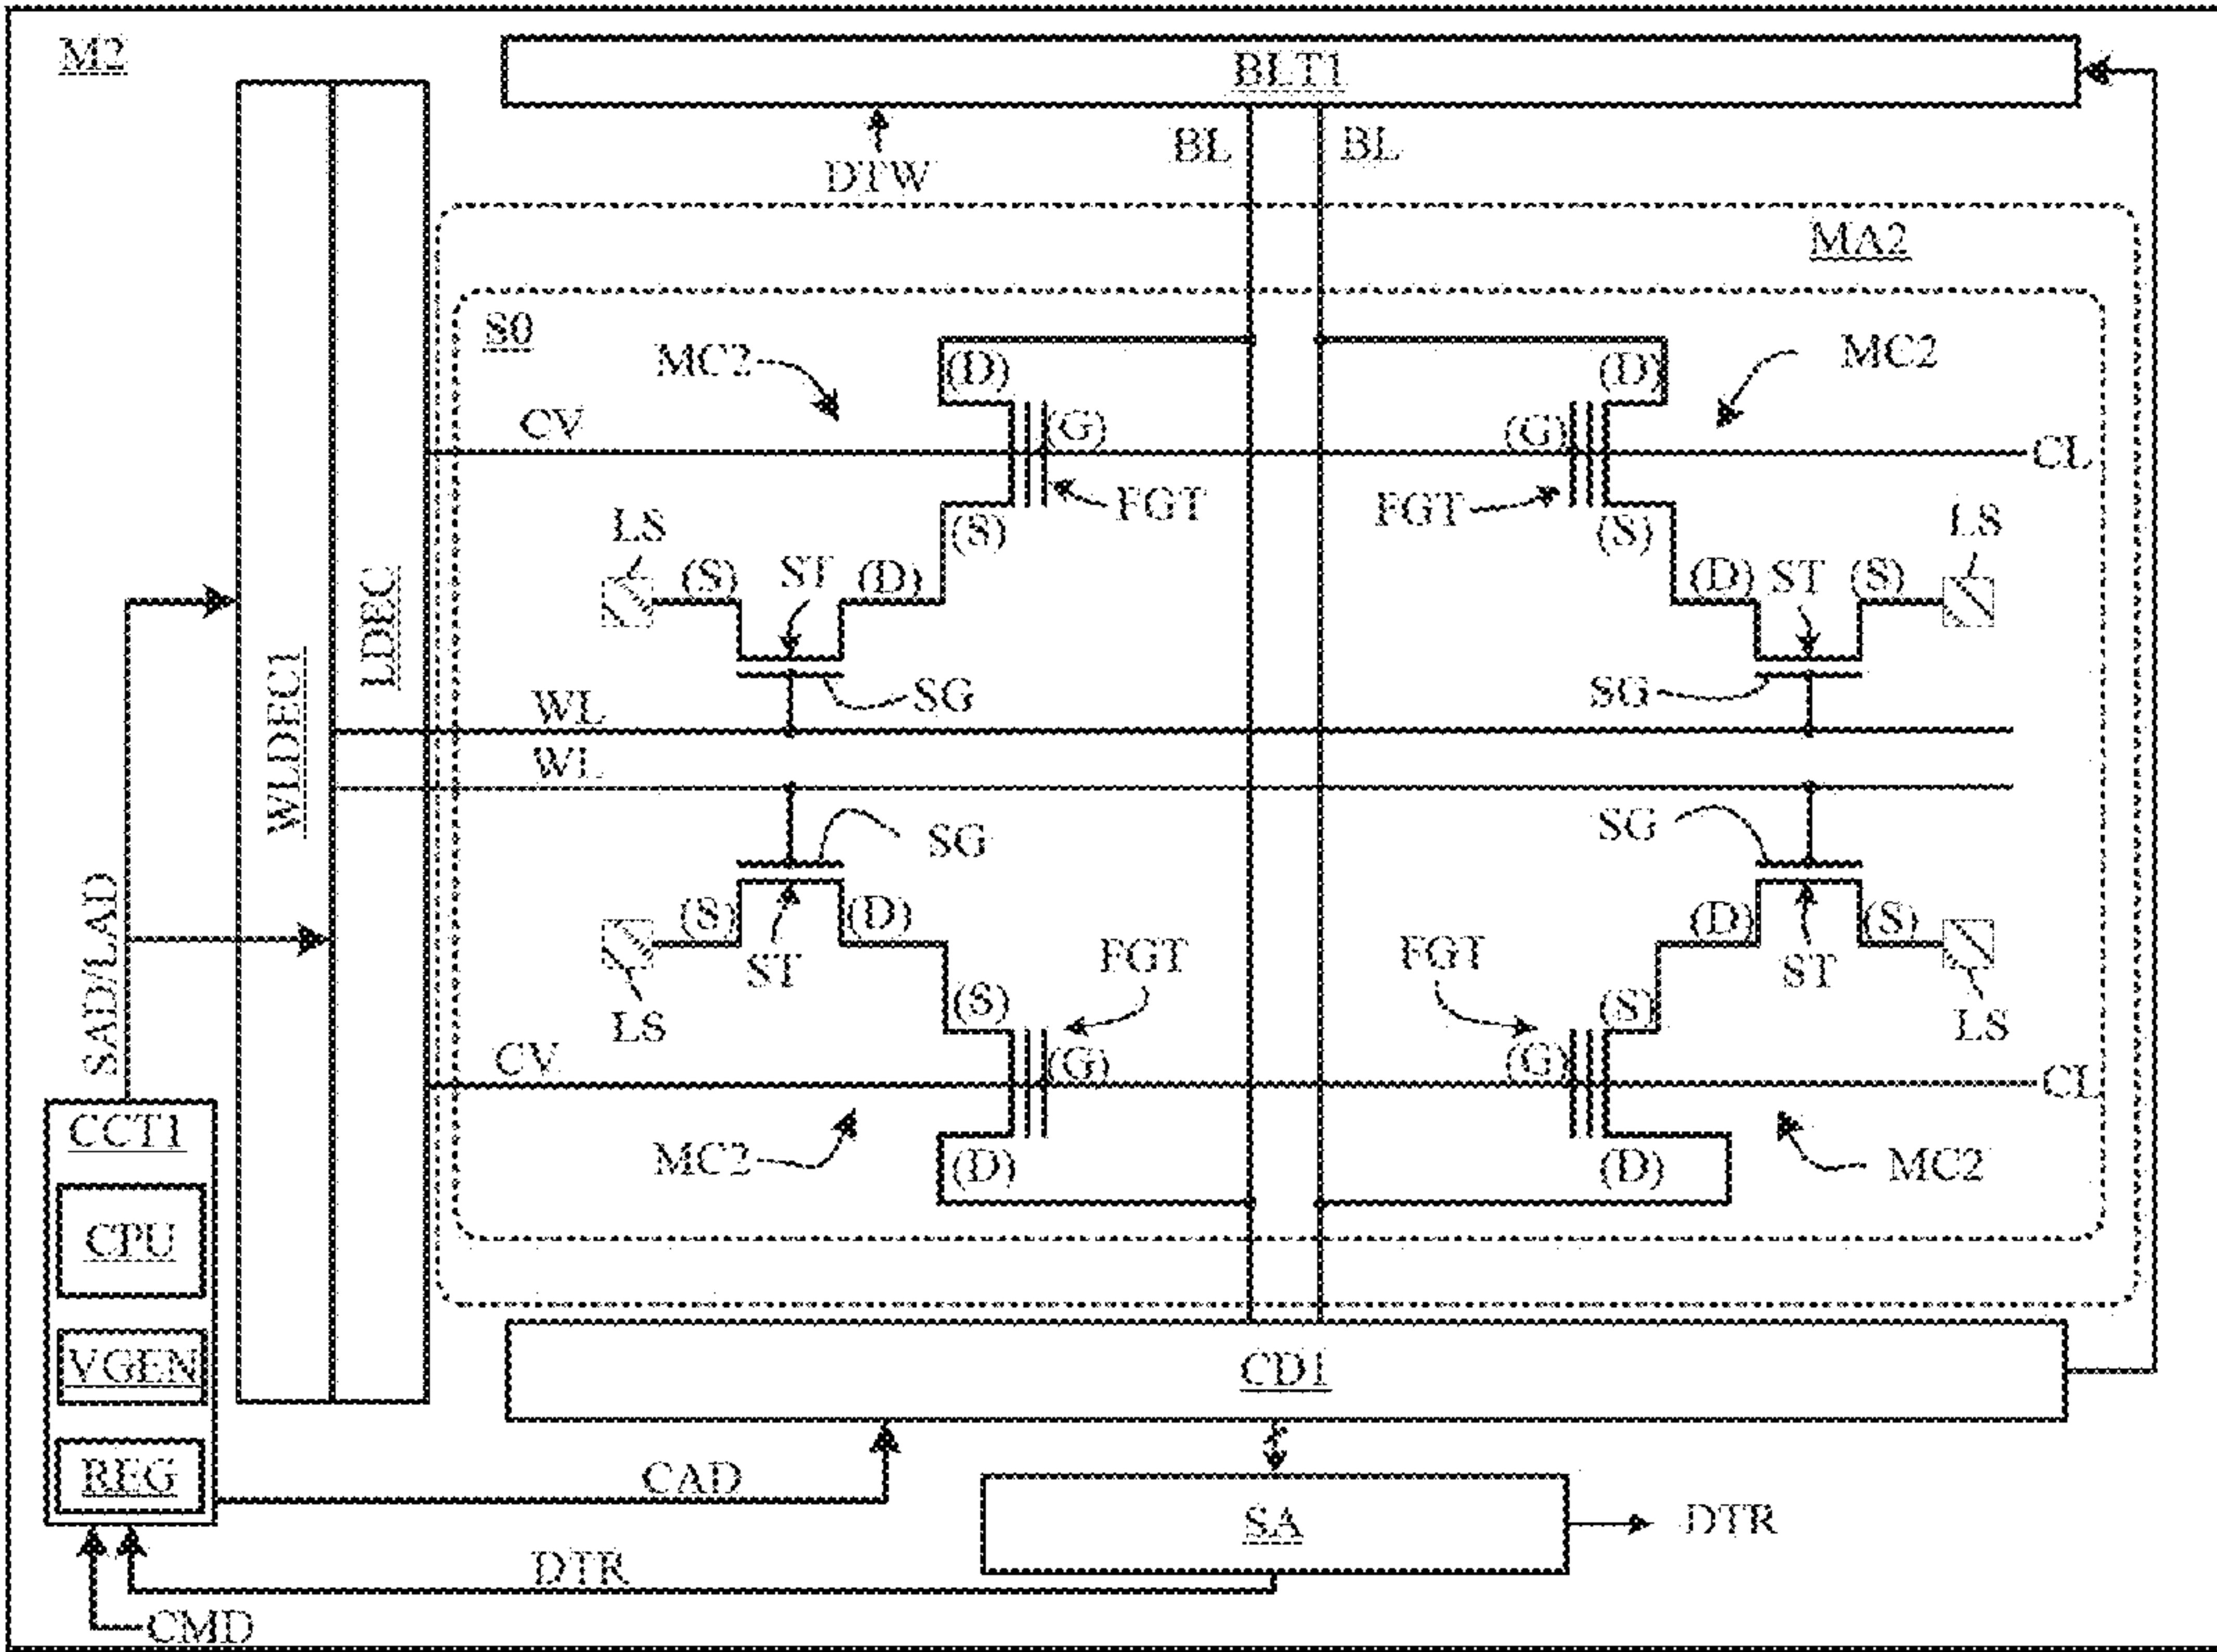 M2
BLT1
BL
BL
DTW
MA2
S0
MC2
(D)
(D)
MC2
CV
(G)
(G)
CL
FGT
FGT
LS
(S)
(S)
LS
(S)
ST
(D)
(D)
ST
(S)
LDEC
WLDEC1
SG
SG
WL
WL
SG
SG
(S)
(D)
(D)
(S)
ST
FGT
FGT
ST
SAD/LAD
LS
(S)
(S)
LS
CV
(G)
(G)
CL
CCT1
MC2
(D)
(D)
MC2
CPU
VGEN
CD1
REG
CAD
SA
DTR
DTR
CMD